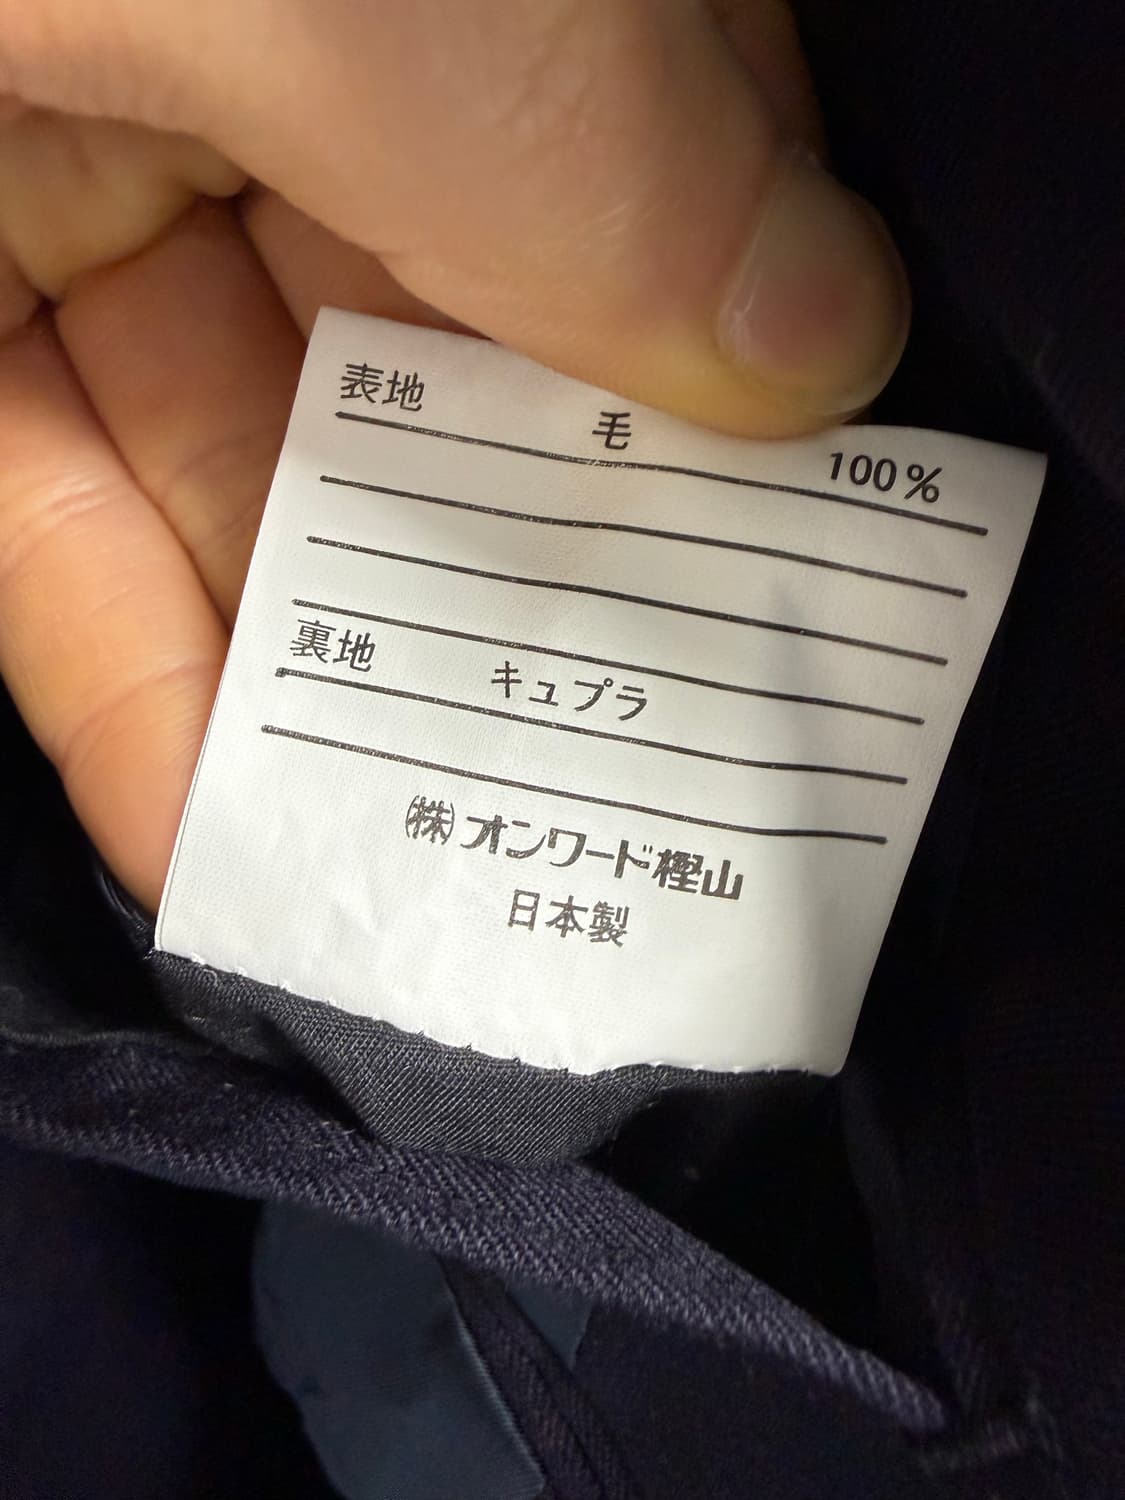 表地 毛 100%
裏地 キュプラ
㈱オンワード樫山
日本製